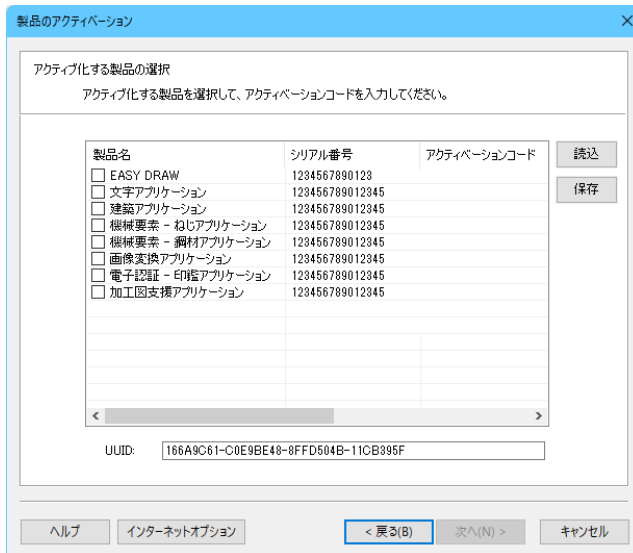 製品のアクティベーション
アクティブ化する製品の選択
アクティブ化する製品を選択して、アクティベーションコードを入力してください。
製品名 シリアル番号 アクティベーションコード 読込
EASY DRAW 1234567890123
文字アプリケーション 123456789012345 保存
建築アプリケーション 123456789012345
機械要素 - ねじアプリケーション 123456789012345
機械要素 - 鋼材アプリケーション 123456789012345
画像変換アプリケーション 123456789012345
電子認証 - 印鑑アプリケーション 123456789012345
加工図支援アプリケーション 123456789012345
UUID: 166A9C61-C0E9BE48-8FFD504B-11CB395F
ヘルプ インターネットオプション < 戻る(B) 次へ(N) > キャンセル